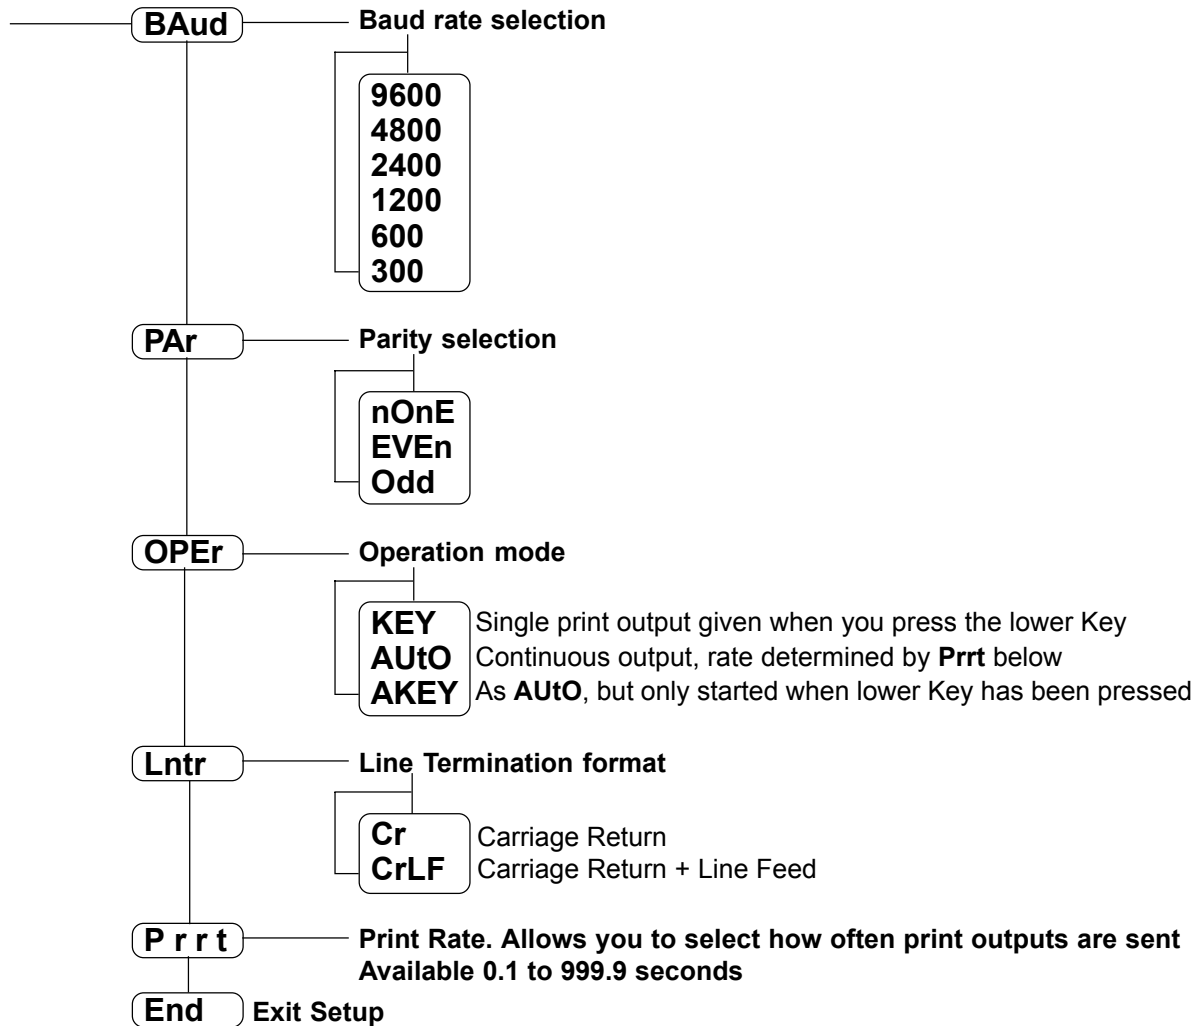 BAud Baud rate selection
9600
4800
2400
1200
600
300
PAr Parity selection
nOnE
EVEn
Odd
OPEr Operation mode
KEY Single print output given when you press the lower Key
AUtO Continuous output, rate determined by Prrt below
AKEY As AUtO, but only started when lower Key has been pressed
Lntr Line Termination format
Cr Carriage Return
CrLF Carriage Return + Line Feed
P r r t Print Rate. Allows you to select how often print outputs are sent
Available 0.1 to 999.9 seconds
End Exit Setup